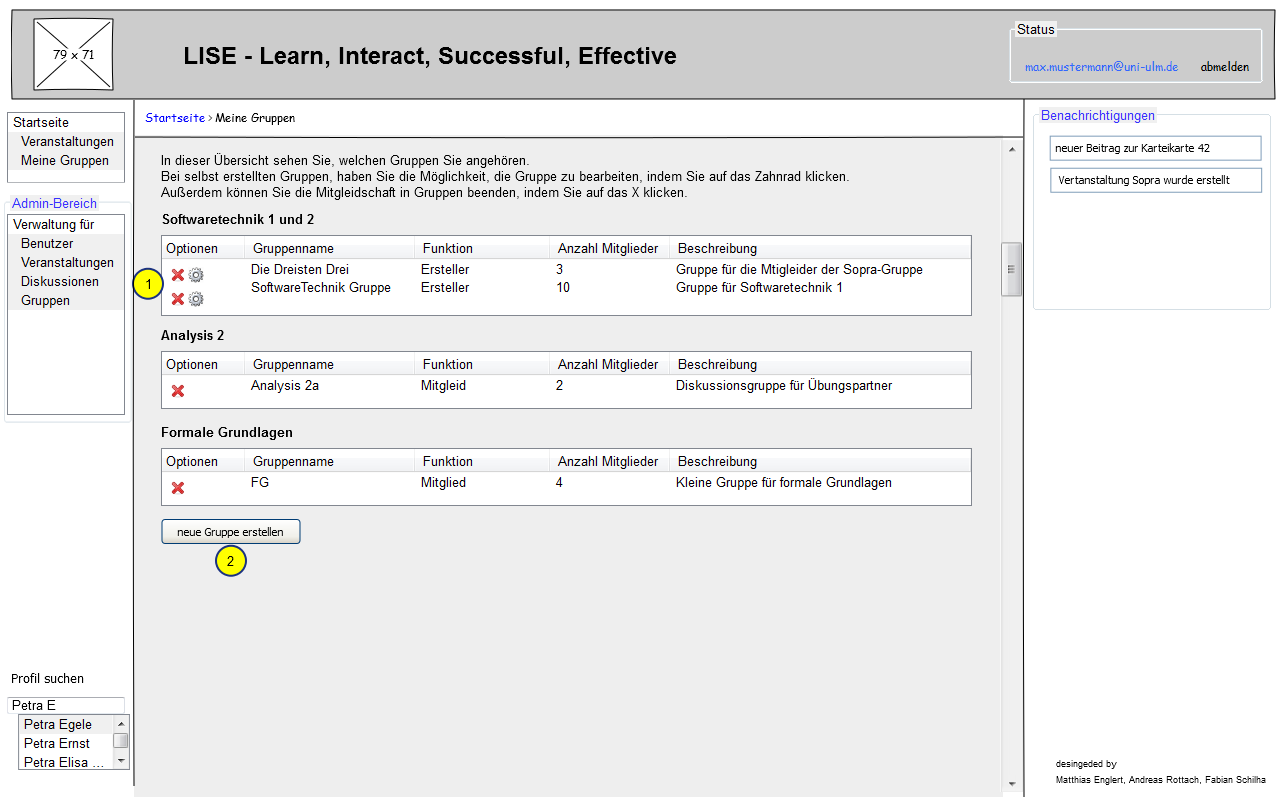 79 x 71
LISE - Learn, Interact, Successful, Effective
Status
max.mustermann@uni-ulm.de abmelden
Startseite
Veranstaltungen
Meine Gruppen
Admin-Bereich
Verwaltung für
Benutzer
Veranstaltungen
Diskussionen
Gruppen
Profil suchen
Petra E
Petra Egele
Petra Ernst
Petra Elisa ...
Startseite > Meine Gruppen
In dieser Übersicht sehen Sie, welchen Gruppen Sie angehören.
Bei selbst erstellten Gruppen, haben Sie die Möglichkeit, die Gruppe zu bearbeiten, indem Sie auf das Zahnrad klicken.
Außerdem können Sie die Mitgleidschaft in Gruppen beenden, indem Sie auf das X klicken.
Softwaretechnik 1 und 2
Optionen Gruppenname Funktion Anzahl Mitglieder Beschreibung
Die Dreisten Drei Ersteller 3 Gruppe für die Mtigleider der Sopra-Gruppe
SoftwareTechnik Gruppe Ersteller 10 Gruppe für Softwaretechnik 1
1
Analysis 2
Optionen Gruppenname Funktion Anzahl Mitglieder Beschreibung
Analysis 2a Mitgleid 2 Diskussionsgruppe für Übungspartner
Formale Grundlagen
Optionen Gruppenname Funktion Anzahl Mitglieder Beschreibung
FG Mitglied 4 Kleine Gruppe für formale Grundlagen
neue Gruppe erstellen
2
Benachrichtigungen
neuer Beitrag zur Karteikarte 42
Vertanstaltung Sopra wurde erstellt
desingeded by
Matthias Englert, Andreas Rottach, Fabian Schilha